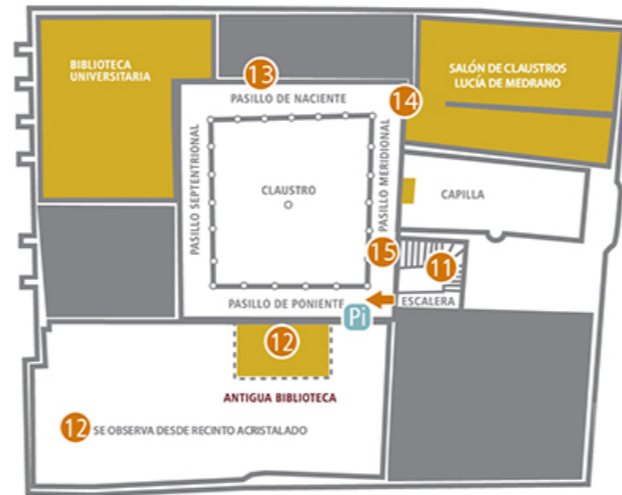 BIBLIOTECA
UNIVERSITARIA
13
PASILLO DE NACIENTE
14
SALÓN DE CLAUSTROS
LUCÍA DE MEDRANO
PASILLO SEPTENTRIONAL
CLAUSTRO
PASILLO MERIDIONAL
CAPILLA
15
11
PASILLO DE PONIENTE
ESCALERA
Pi
12
ANTIGUA BIBLIOTECA
12 SE OBSERVA DESDE RECINTO ACRISTALADO